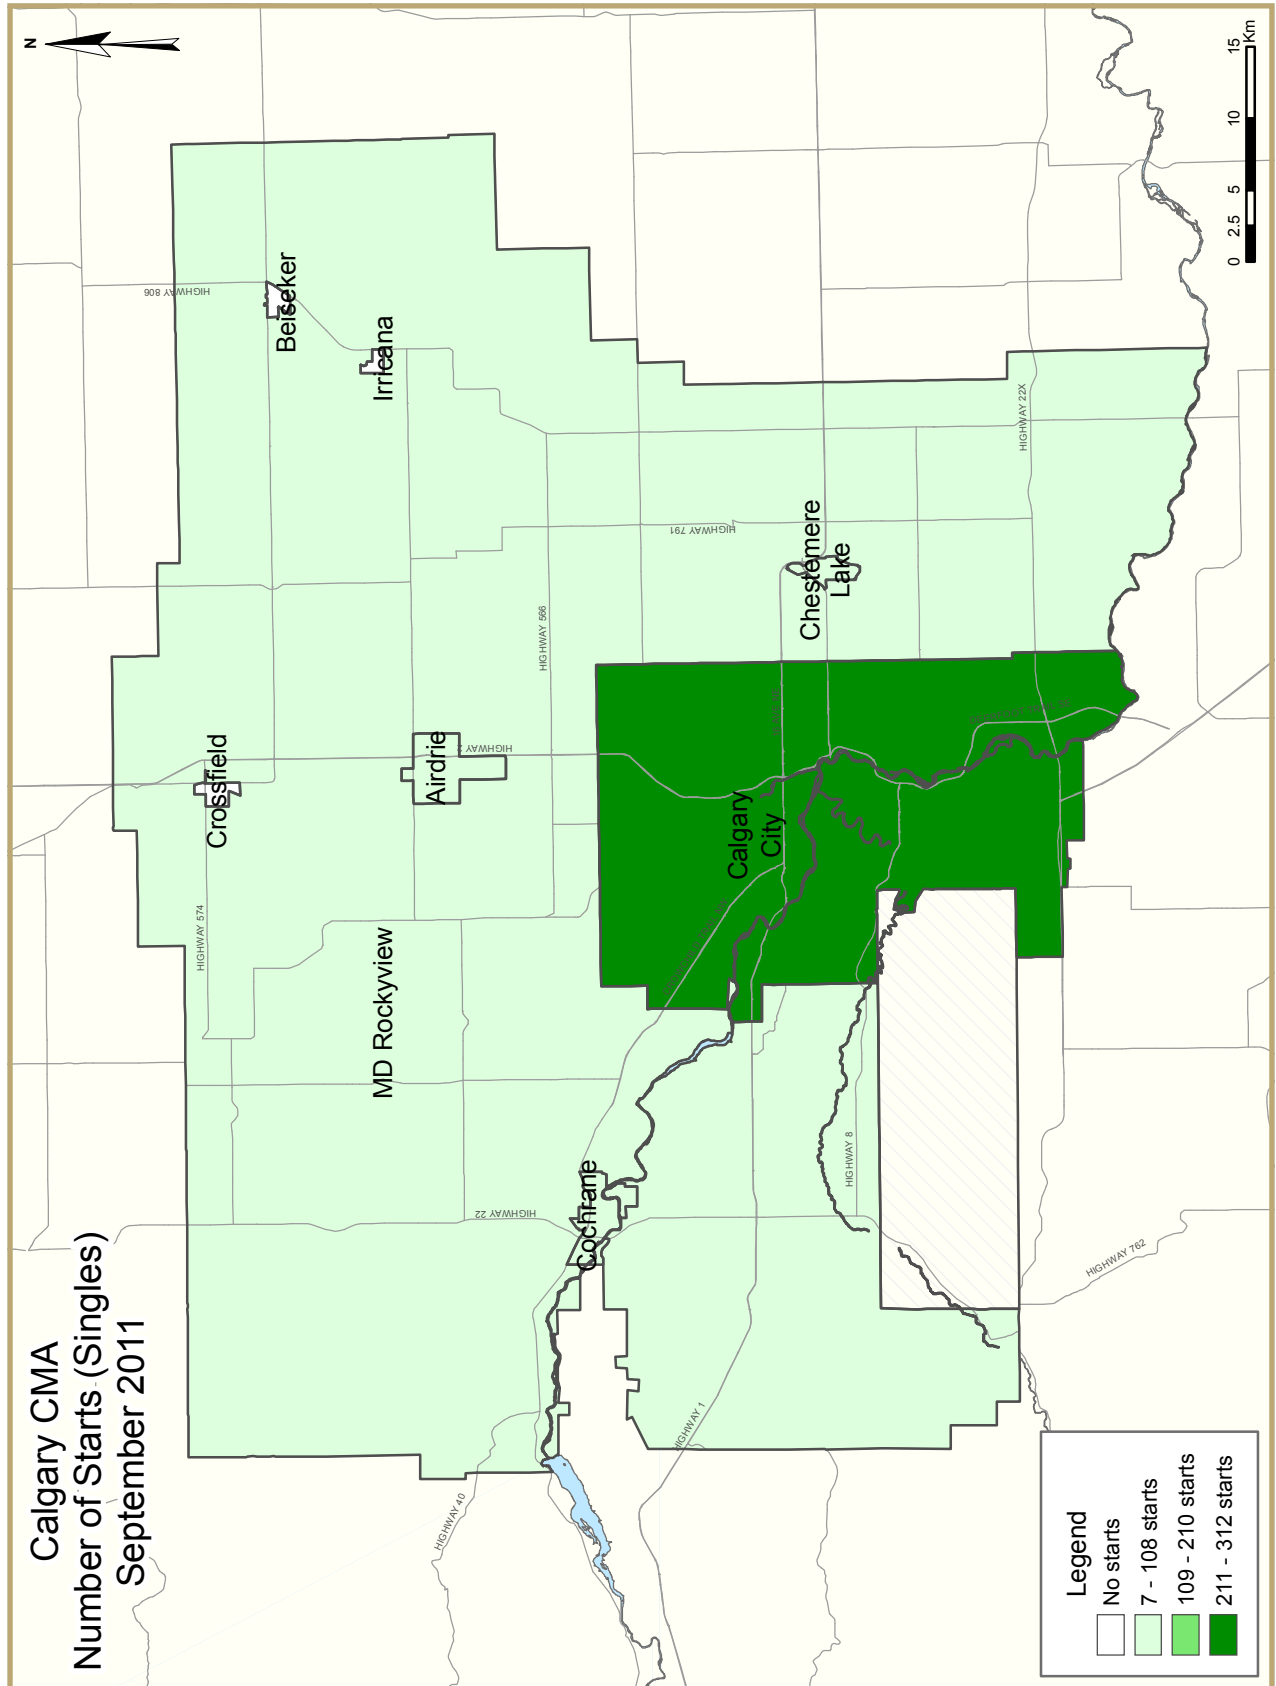 Calgary CMA
Number of Starts (Singles)
September 2011
N
HIGHWAY 806
Beiseker
Irricana
Crossfield
HIGHWAY 574
Airdrie
HIGHWAY 2
HIGHWAY 566
HIGHWAY 791
MD Rockyview
Chestemere
Lake
HIGHWAY 22X
Calgary
City
Cochrane
HIGHWAY 22
HIGHWAY 8
HIGHWAY 1
HIGHWAY 40
HIGHWAY 762
Legend
No starts
7 - 108 starts
109 - 210 starts
211 - 312 starts
0 2.5 5 10 15
Km